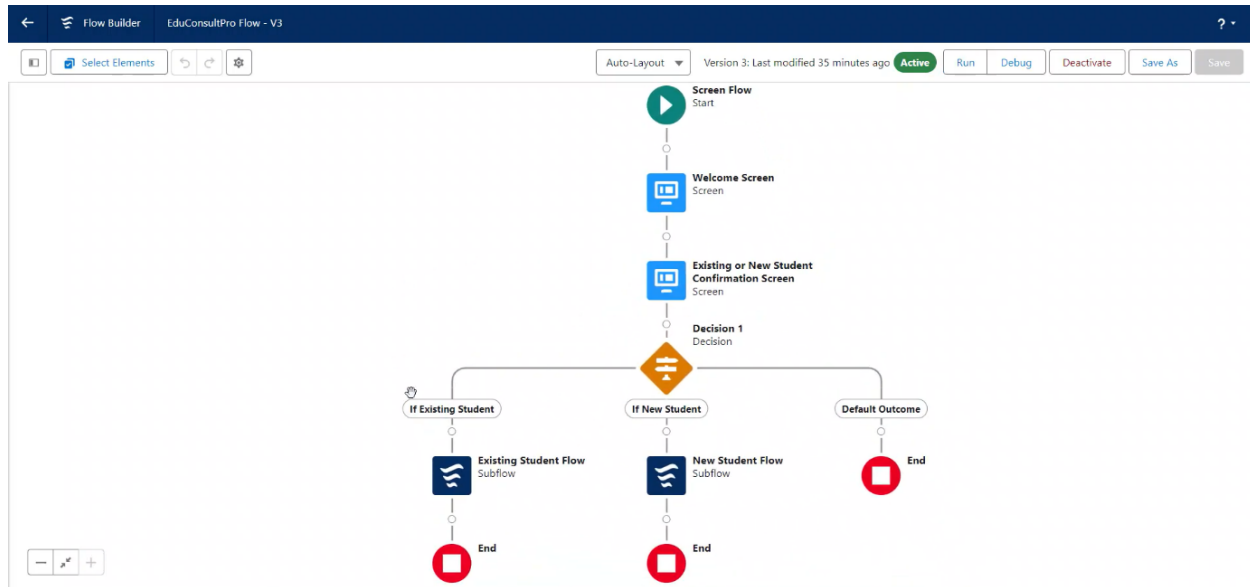 Flow Builder
EduConsultPro Flow - V3
?
Select Elements
Auto-Layout
Version 3: Last modified 35 minutes ago
Active
Run
Debug
Deactivate
Save As
Save
Screen Flow
Start
Welcome Screen
Screen
Existing or New Student
Confirmation Screen
Screen
Decision 1
Decision
If Existing Student
If New Student
Default Outcome
Existing Student Flow
Subflow
New Student Flow
Subflow
End
End
End